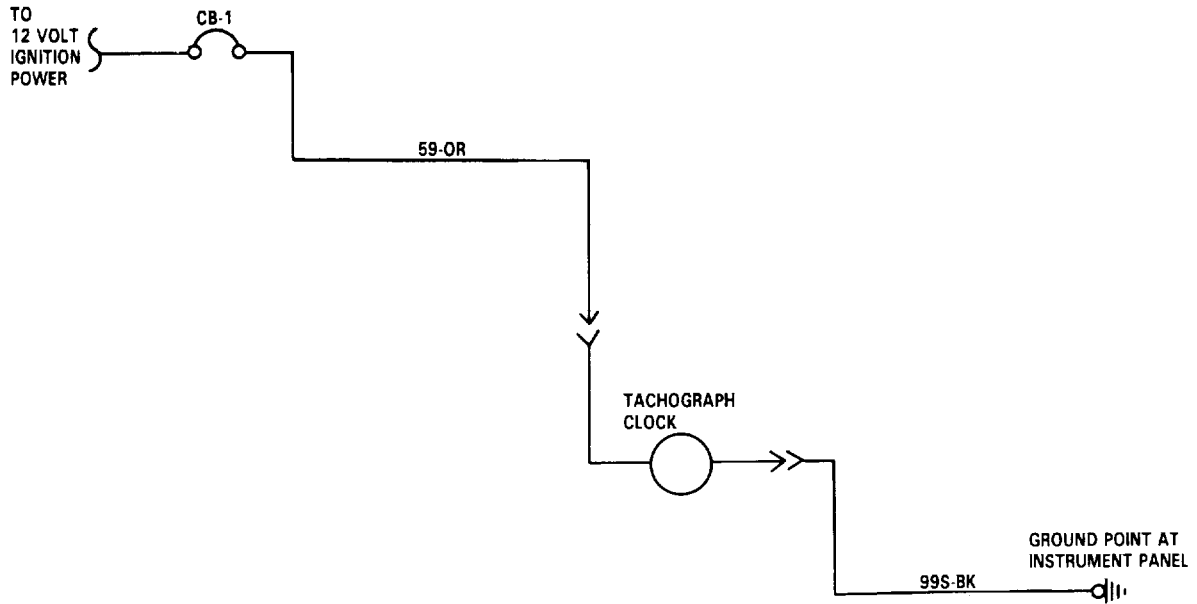 TO
12 VOLT
IGNITION
POWER
CB-1
59-OR
TACHOGRAPH
CLOCK
GROUND POINT AT
INSTRUMENT PANEL
99S-BK